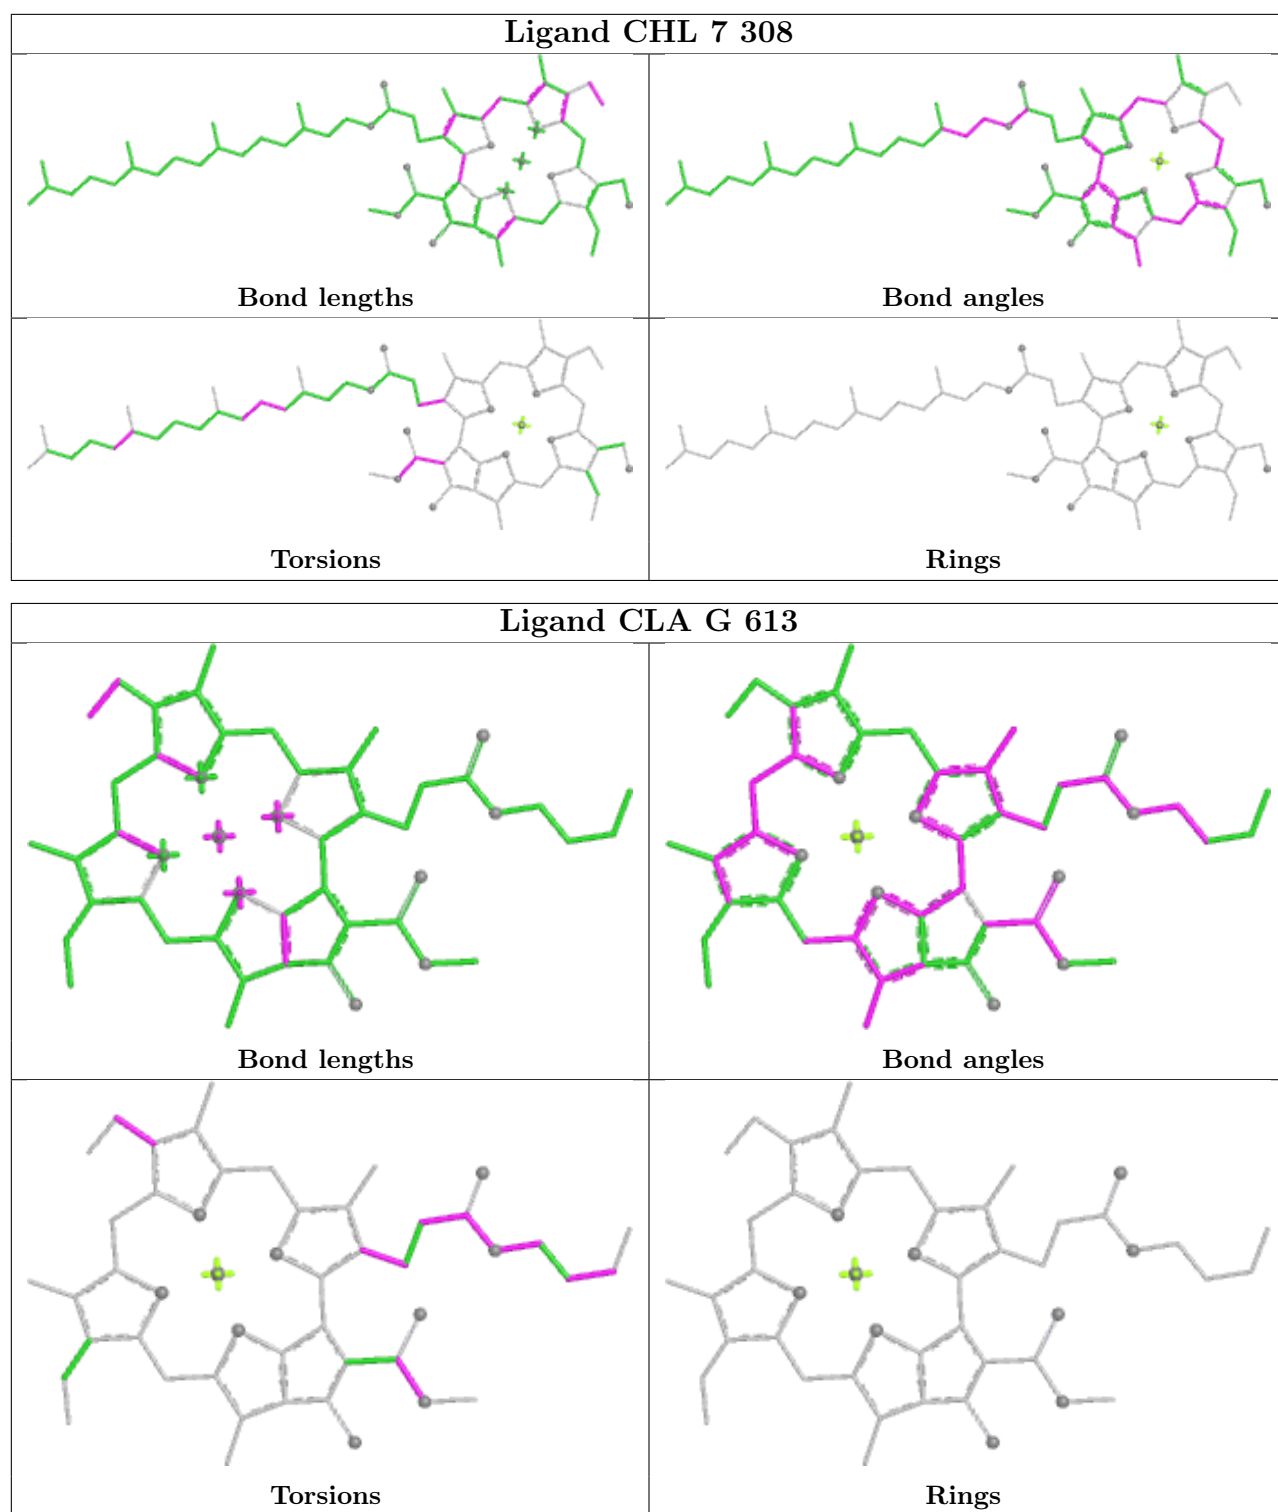 Ligand CHL 7 308
Bond lengths
Bond angles
Torsions
Rings
Ligand CLA G 613
Bond lengths
Bond angles
Torsions
Rings